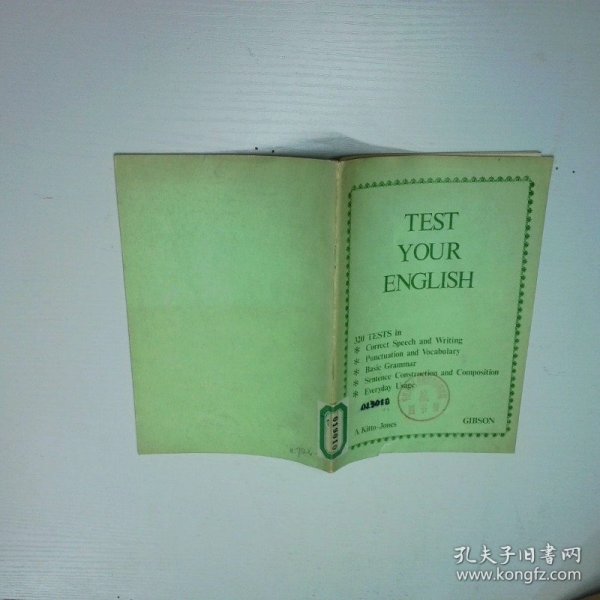 TEST
YOUR
ENGLISH
320 TESTS in
* Correct Speech and Writing
* Punctuation and Vocabulary
* Basic Grammar
* Sentence Construction and Composition
* Everyday Usage
A Kitto-Jones
GIBSON
孔夫子旧书网
www.kongfz.com